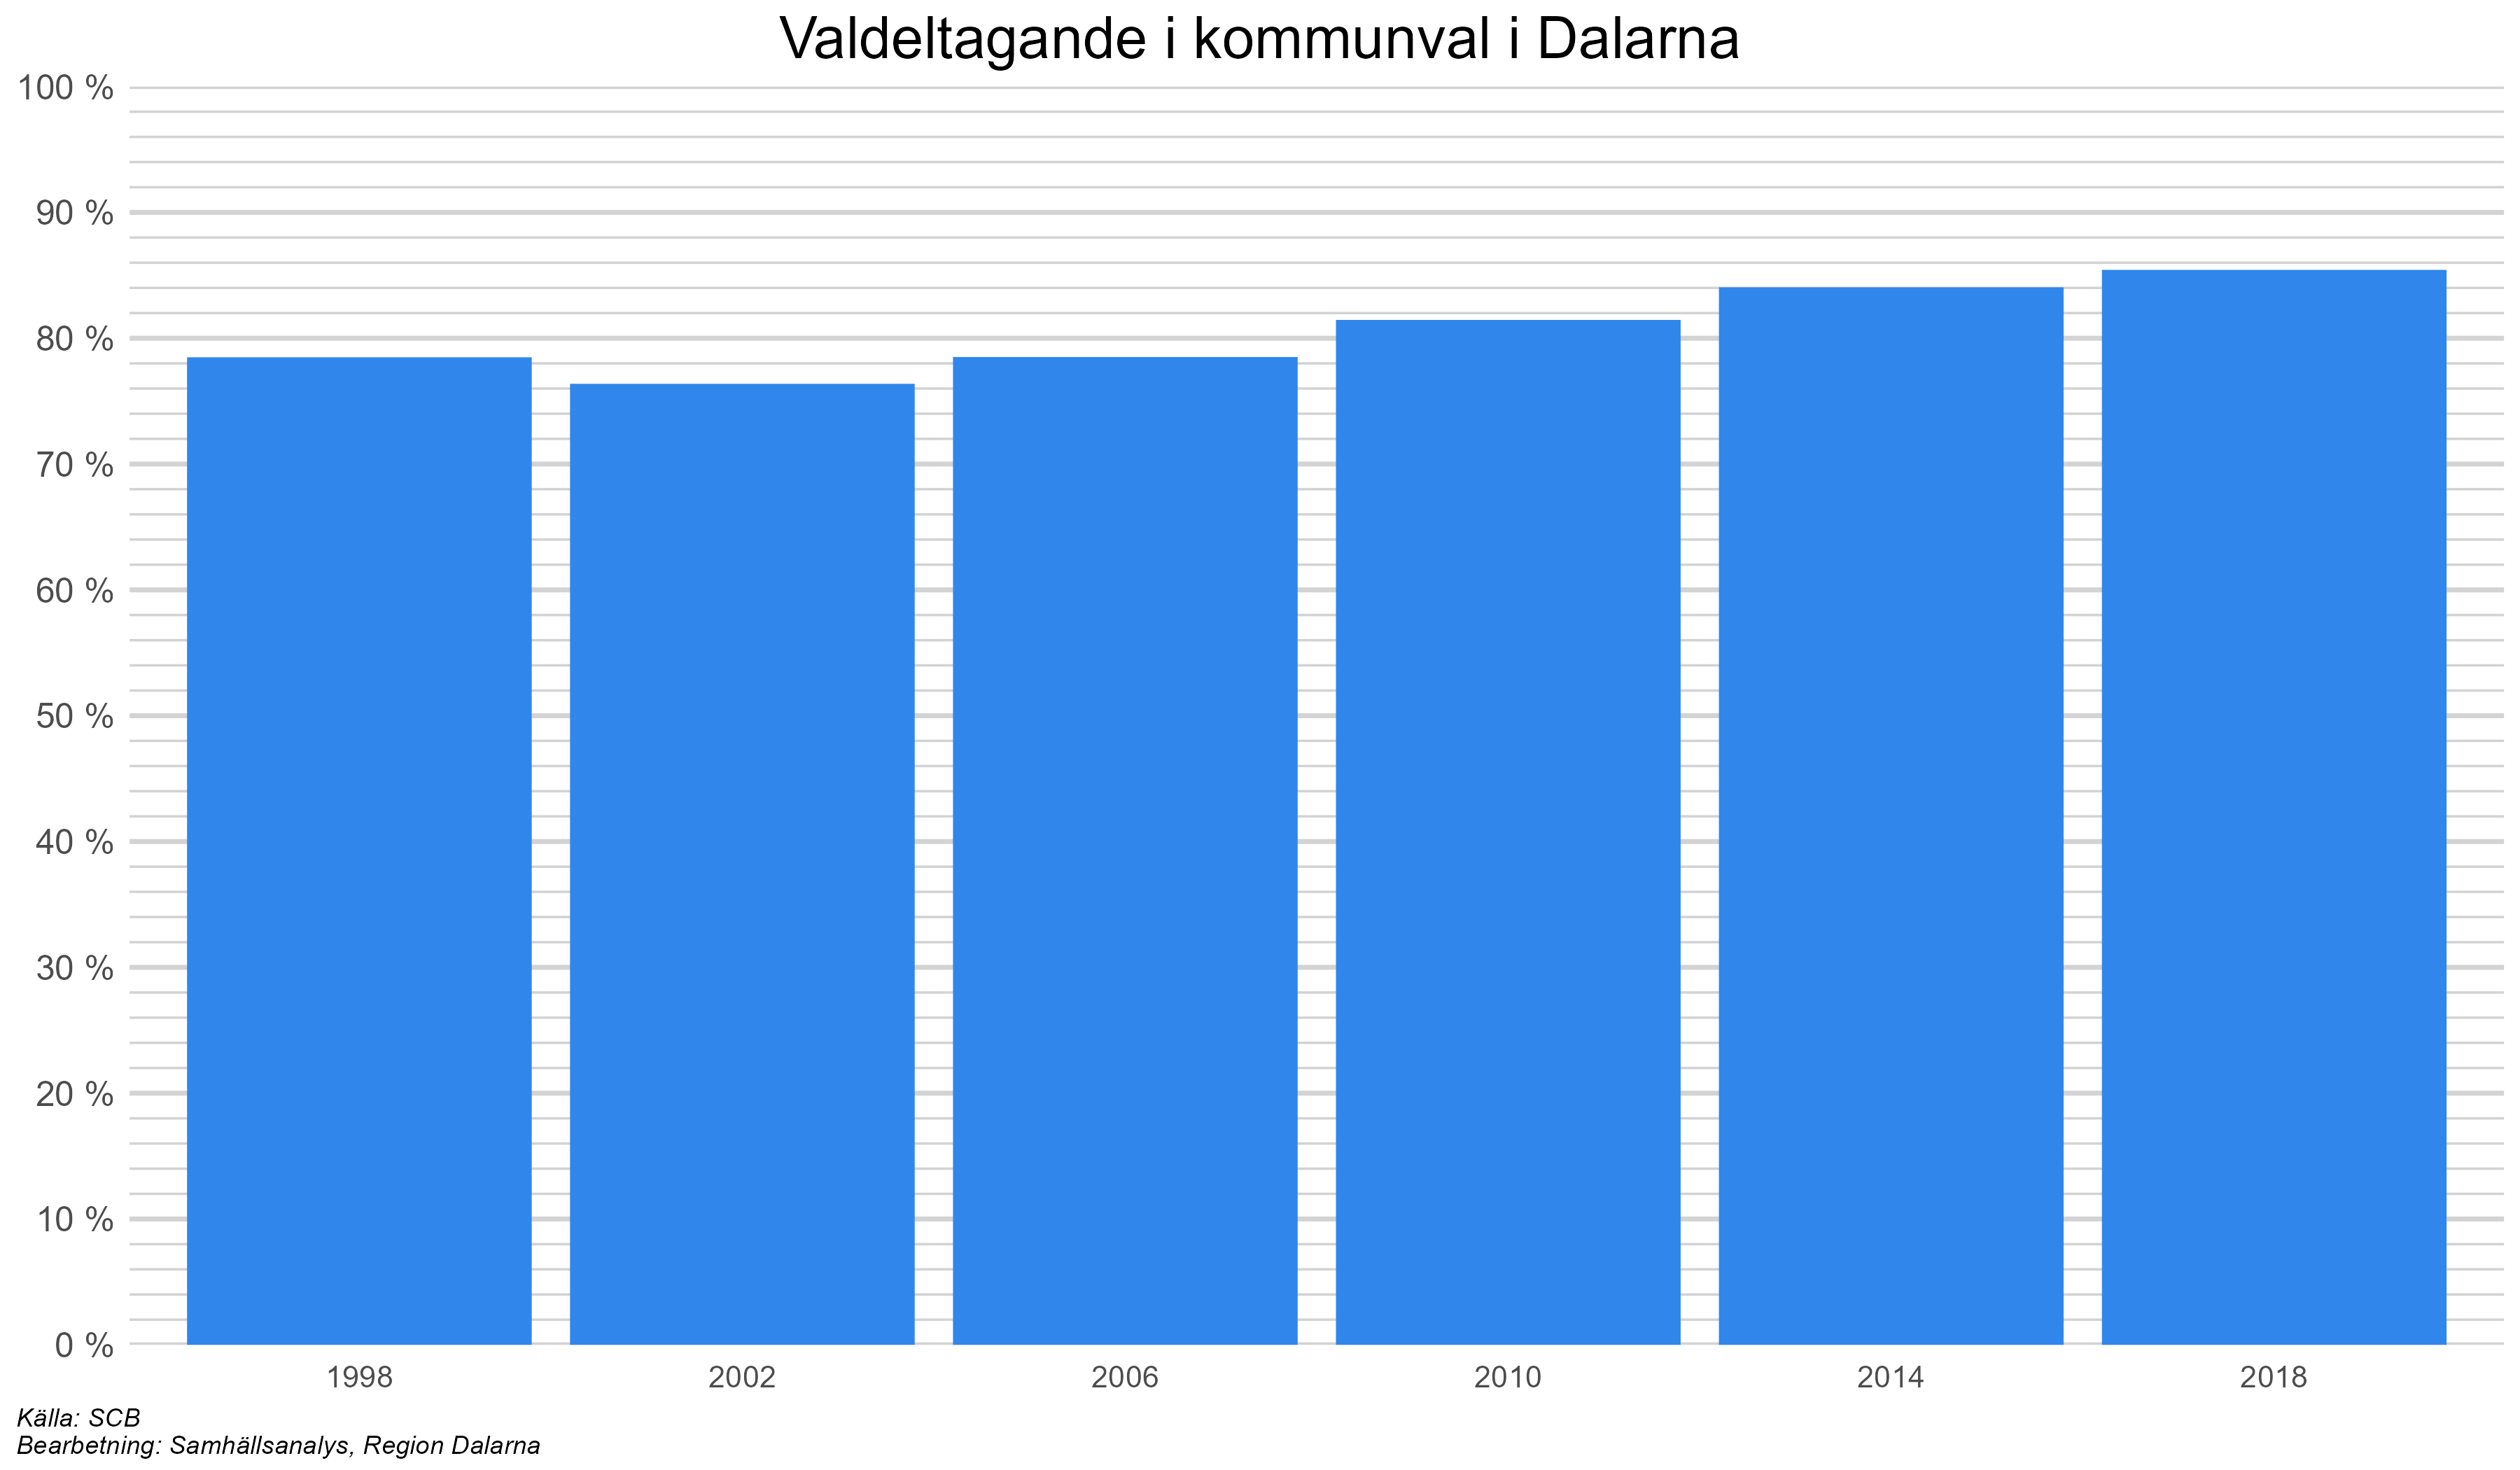 Valdeltagande i kommunval i Dalarna
100 %
90 %
80 %
70 %
60 %
50 %
40 %
30 %
20 %
10 %
0 %
1998 2002 2006 2010 2014 2018
Källa: SCB
Bearbetning: Samhällsanalys, Region Dalarna